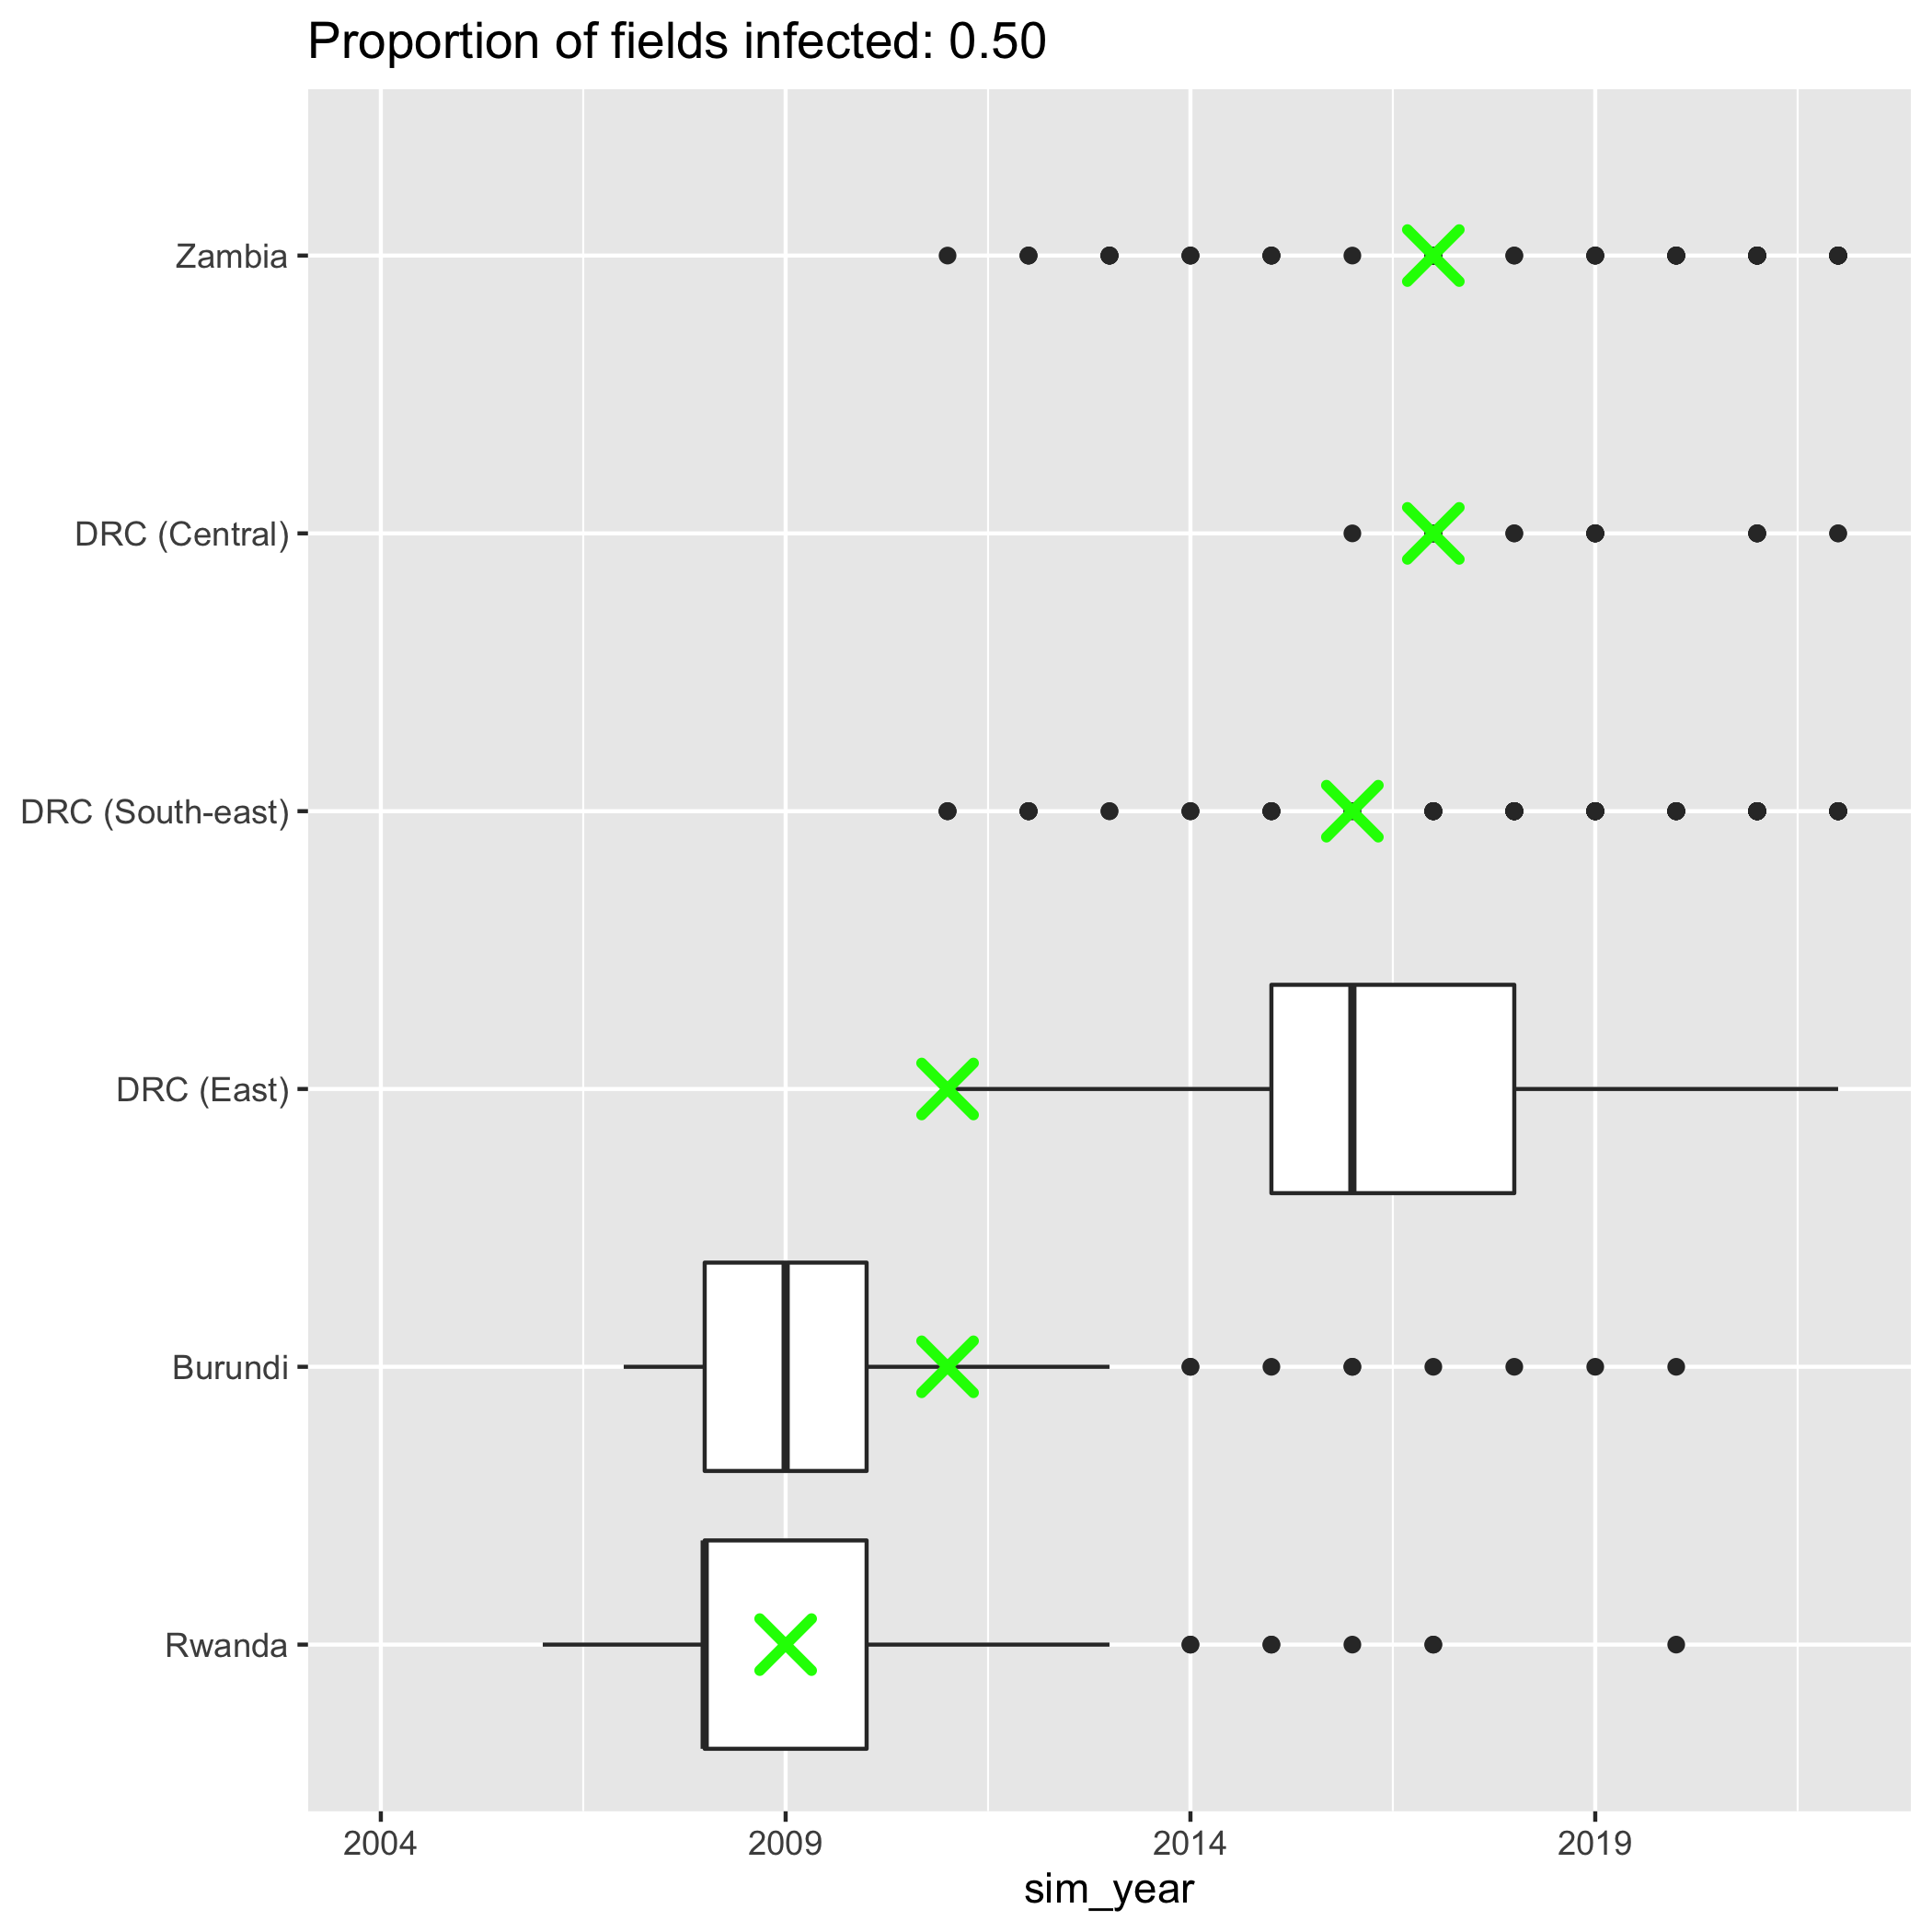 Proportion of fields infected: 0.50
Zambia
DRC (Central)
DRC (South-east)
DRC (East)
Burundi
Rwanda
2004 2009 2014 2019
sim_year